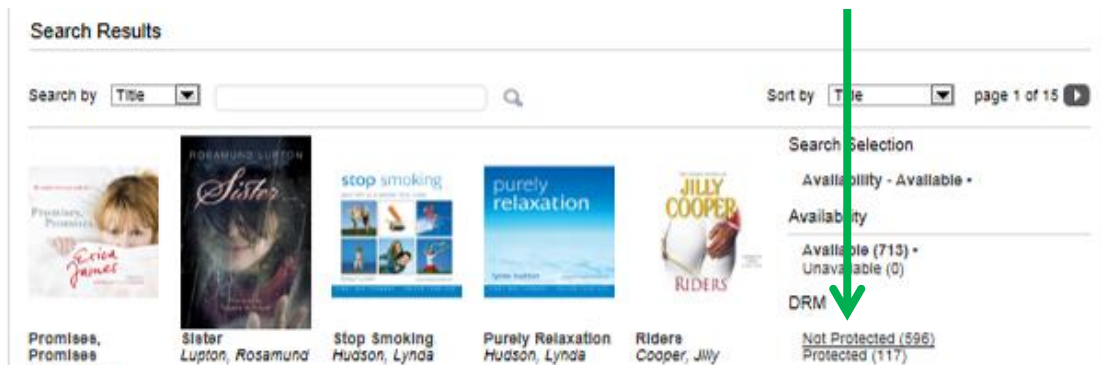 Search Results
Search by Title
Sort by Title page 1 of 15
Search Selection
Availability - Available
Availability
Available (713)
Unavailable (0)
DRM
Not Protected (596)
Protected (117)
Promises,
ROSAMUND LUPTON
Sister
stop smoking
purely
relaxation
lynda hudson
JILLY
COOPER
RIDERS
Promises,
Promises
Erica
James
Promises,
Promises
Sister
Lupton, Rosamund
Stop Smoking
Hudson, Lynda
Purely Relaxation
Hudson, Lynda
Riders
Cooper, Jilly